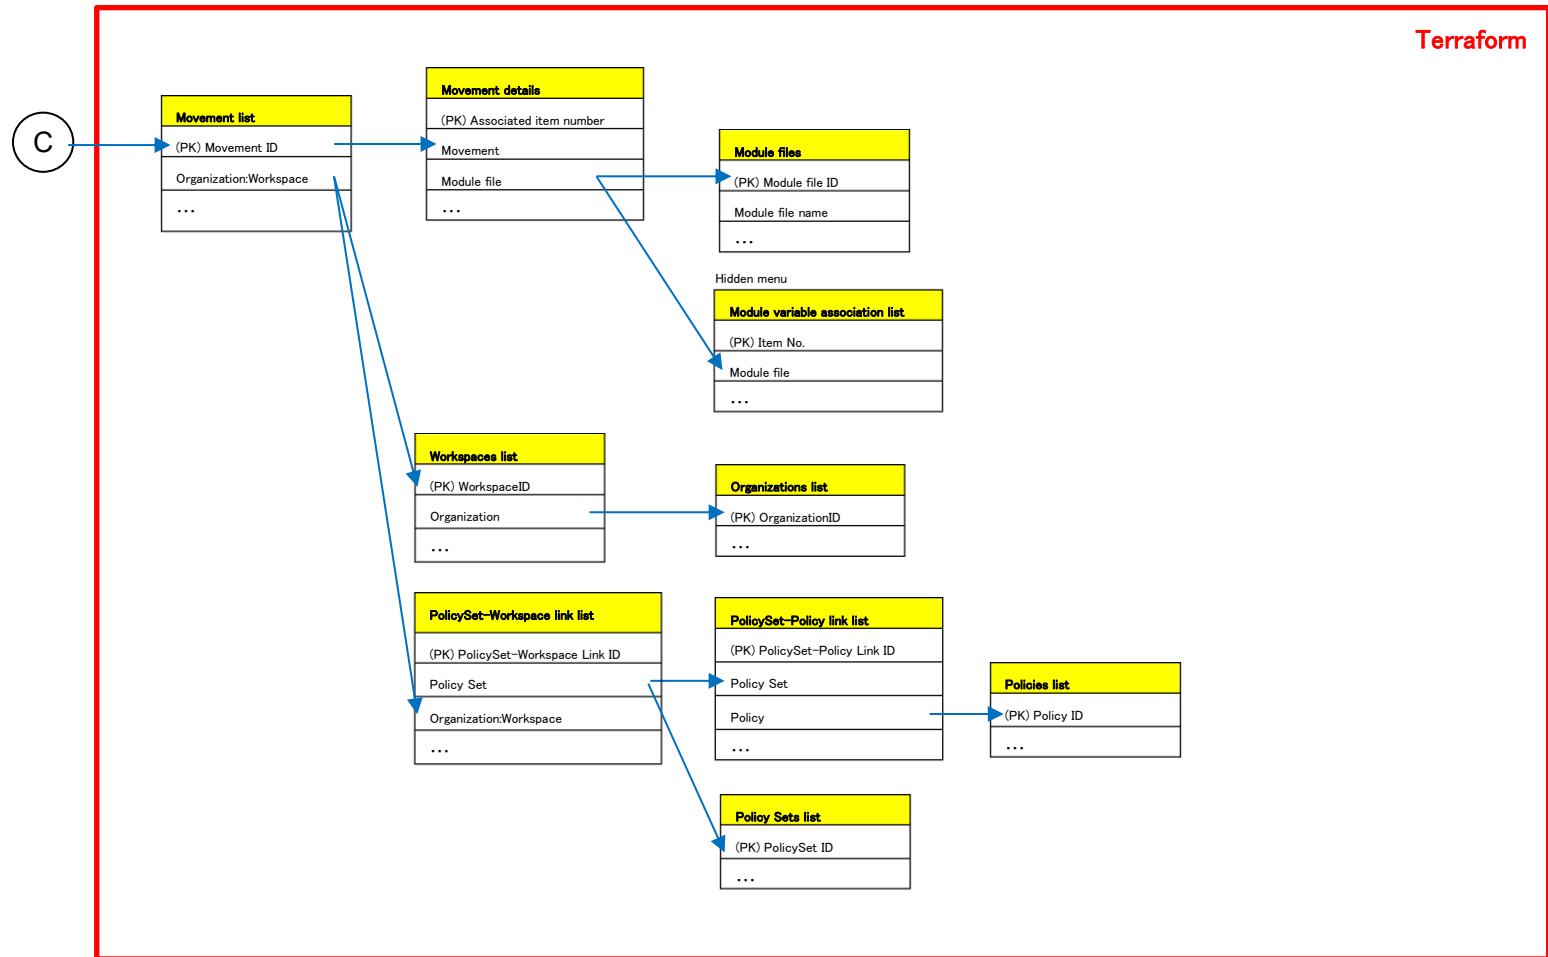 Terraform
C
Movement list
(PK) Movement ID
Organization:Workspace
...
Movement details
(PK) Associated item number
Movement
Module file
...
Module files
(PK) Module file ID
Module file name
...
Hidden menu
Module variable association list
(PK) Item No.
Module file
...
Workspaces list
(PK) WorkspaceID
Organization
...
Organizations list
(PK) OrganizationID
...
PolicySet-Workspace link list
(PK) PolicySet-Workspace Link ID
Policy Set
Organization:Workspace
...
PolicySet-Policy link list
(PK) PolicySet-Policy Link ID
Policy Set
Policy
...
Policies list
(PK) Policy ID
...
Policy Sets list
(PK) PolicySet ID
...